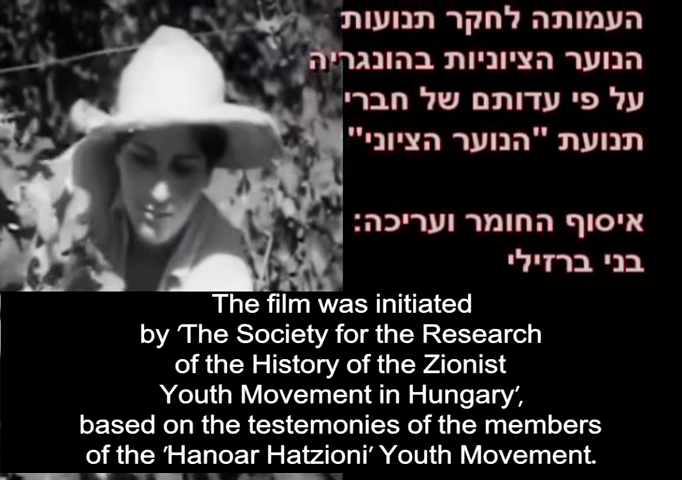 העמותה לחקר תנועות
הנוער הציוניות בהונגריה
על פי עדותם של חברי
תנועת "הנוער הציוני"
איסוף החומר ועריכה:
בני ברזילי
The film was initiated
by 'The Society for the Research
of the History of the Zionist
Youth Movement in Hungary',
based on the testemonies of the members
of the 'Hanoar Hatzioni' Youth Movement.